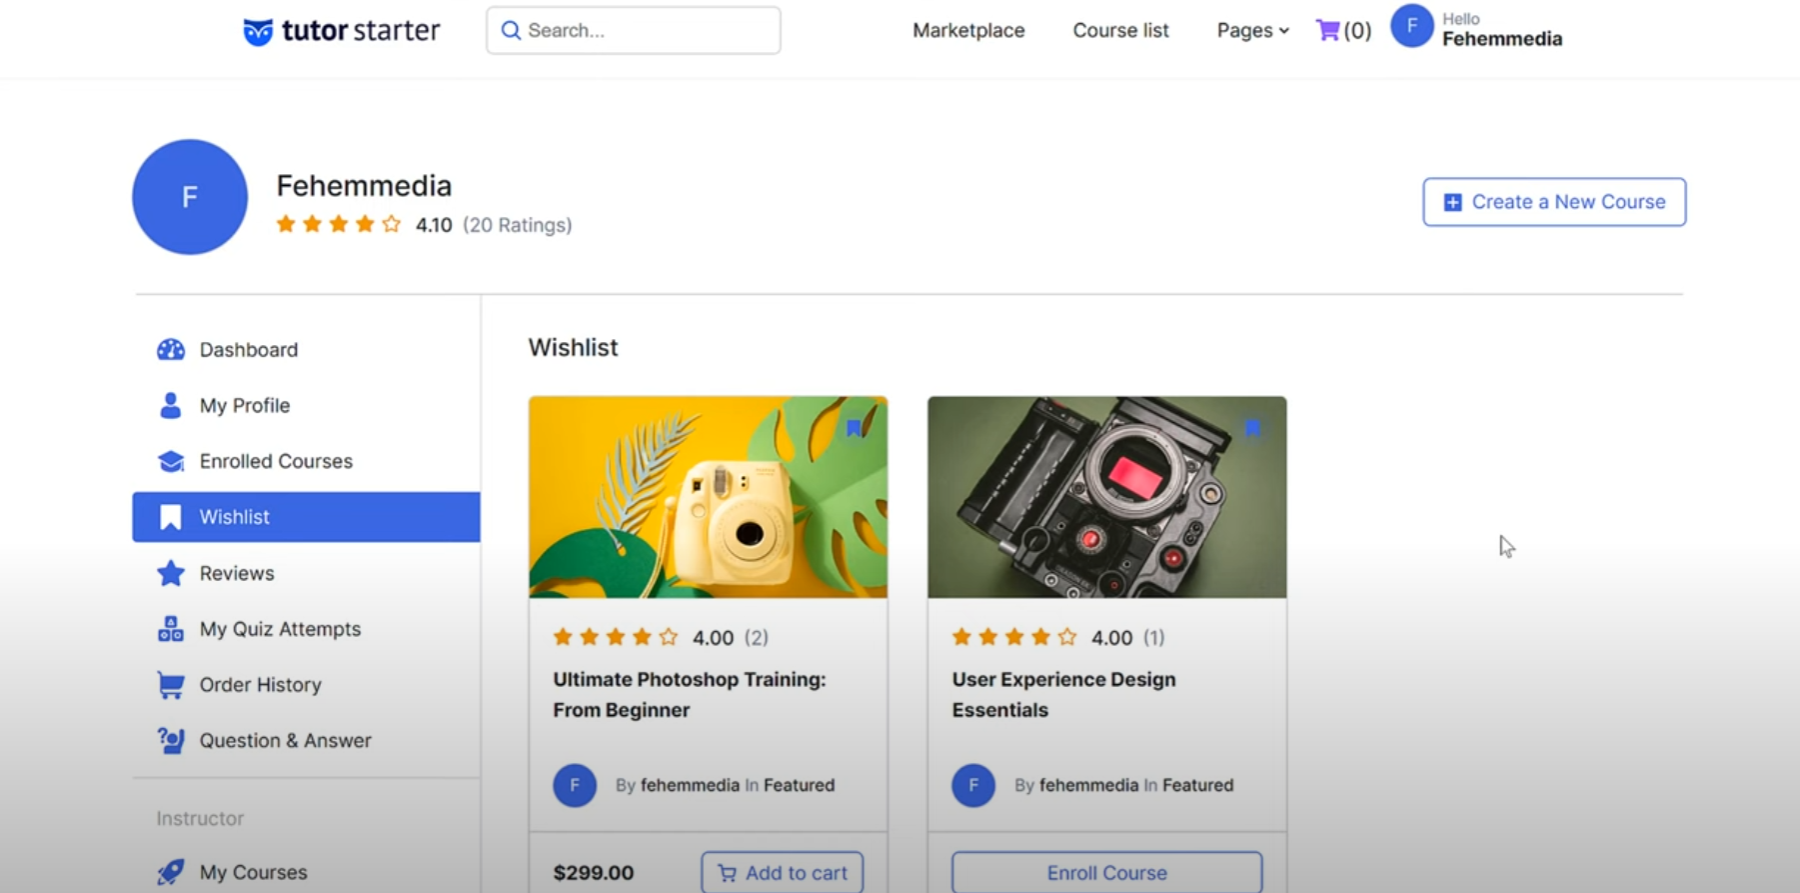 tutor starter
Search...
Marketplace
Course list
Pages
(0)
F
Hello
Fehemmedia
F
Fehemmedia
4.10 (20 Ratings)
Create a New Course
Dashboard
My Profile
Enrolled Courses
Wishlist
Reviews
My Quiz Attempts
Order History
Question & Answer
Instructor
My Courses
Wishlist
4.00 (2)
Ultimate Photoshop Training:
From Beginner
F
By fehemmedia In Featured
$299.00
Add to cart
4.00 (1)
User Experience Design
Essentials
F
By fehemmedia In Featured
Enroll Course